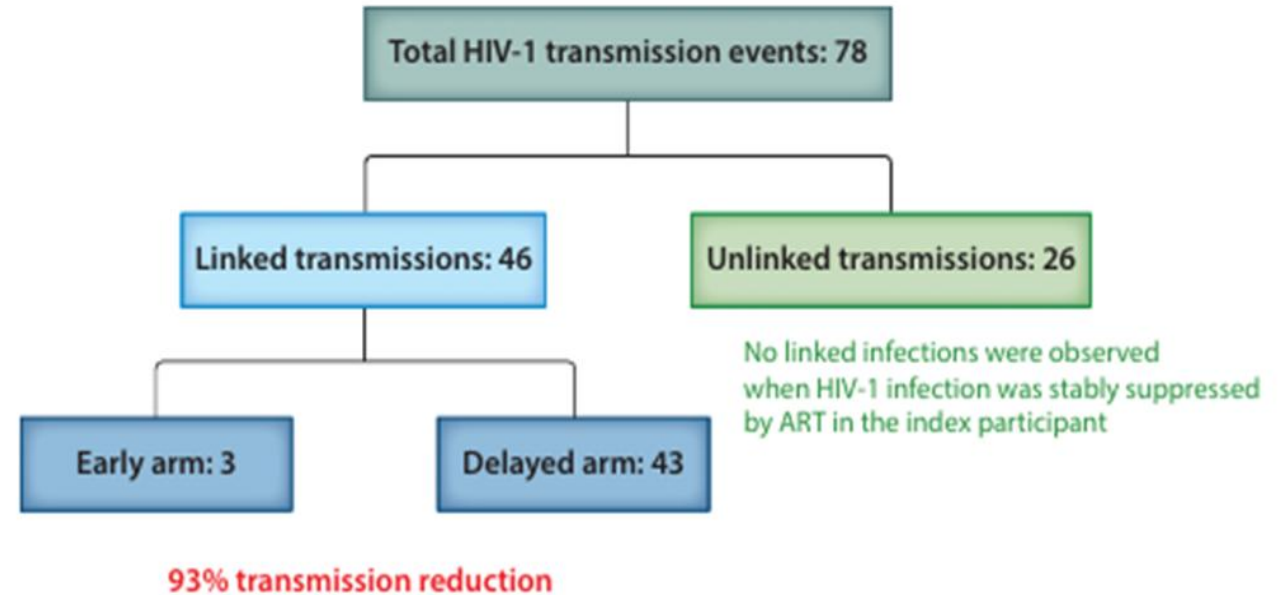 Total HIV-1 transmission events: 78
Linked transmissions: 46
Unlinked transmissions: 26
No linked infections were observed
when HIV-1 infection was stably suppressed
by ART in the index participant
Early arm: 3
Delayed arm: 43
93% transmission reduction